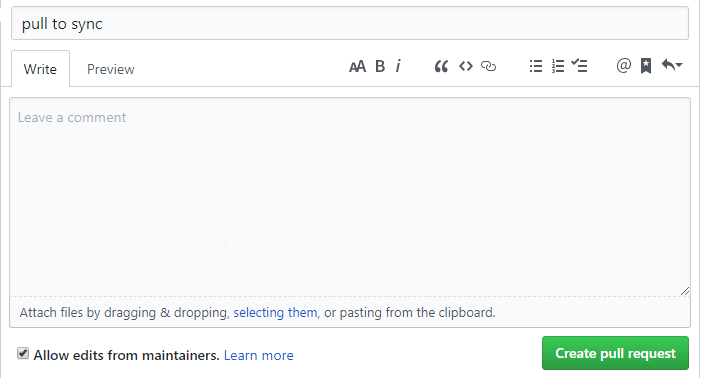 pull to sync
Write Preview AA B i @
Leave a comment
Attach files by dragging & dropping, selecting them, or pasting from the clipboard.
Allow edits from maintainers. Learn more Create pull request